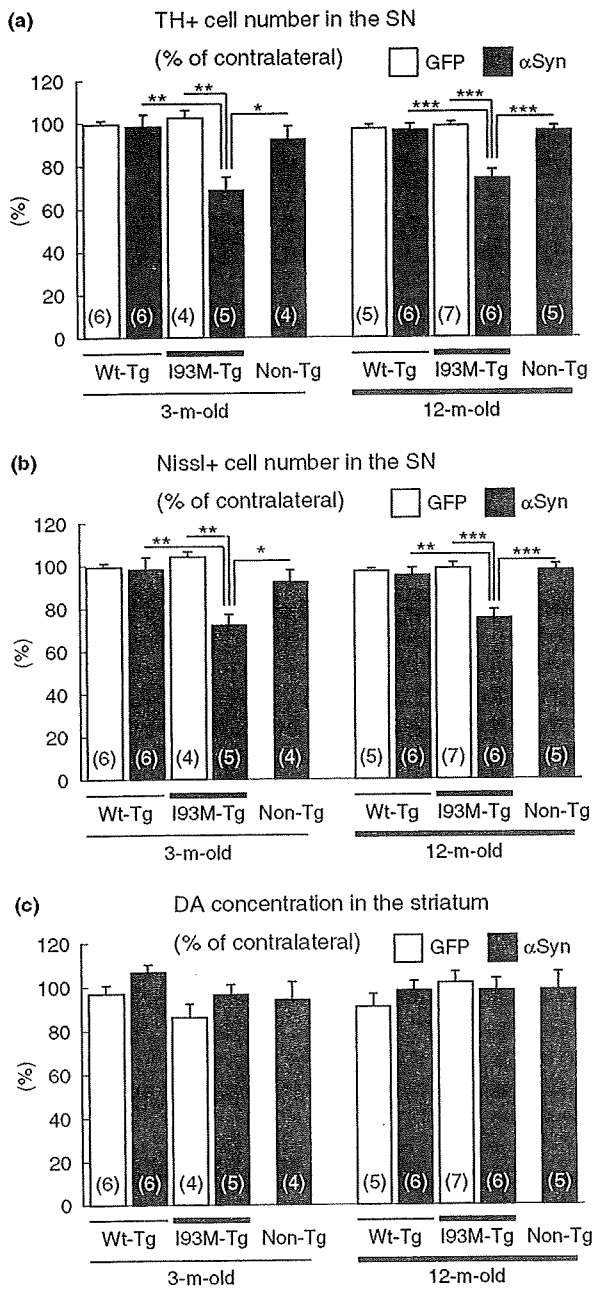 (a) TH+ cell number in the SN
(% of contralateral) GFP αSyn
120
100
80
60
40
20
0
(%)
** ** * *** *** ***
(6) (6) (4) (5) (4) (5) (6) (7) (6) (5)
Wt-Tg I93M-Tg Non-Tg Wt-Tg I93M-Tg Non-Tg
3-m-old 12-m-old
(b) Nissl+ cell number in the SN
(% of contralateral) GFP αSyn
120
100
80
60
40
20
0
(%)
** ** * ** *** ***
(6) (6) (4) (5) (4) (5) (6) (7) (6) (5)
Wt-Tg I93M-Tg Non-Tg Wt-Tg I93M-Tg Non-Tg
3-m-old 12-m-old
(c) DA concentration in the striatum
(% of contralateral) GFP αSyn
120
100
80
60
40
20
0
(%)
(6) (6) (4) (5) (4) (5) (6) (7) (6) (5)
Wt-Tg I93M-Tg Non-Tg Wt-Tg I93M-Tg Non-Tg
3-m-old 12-m-old